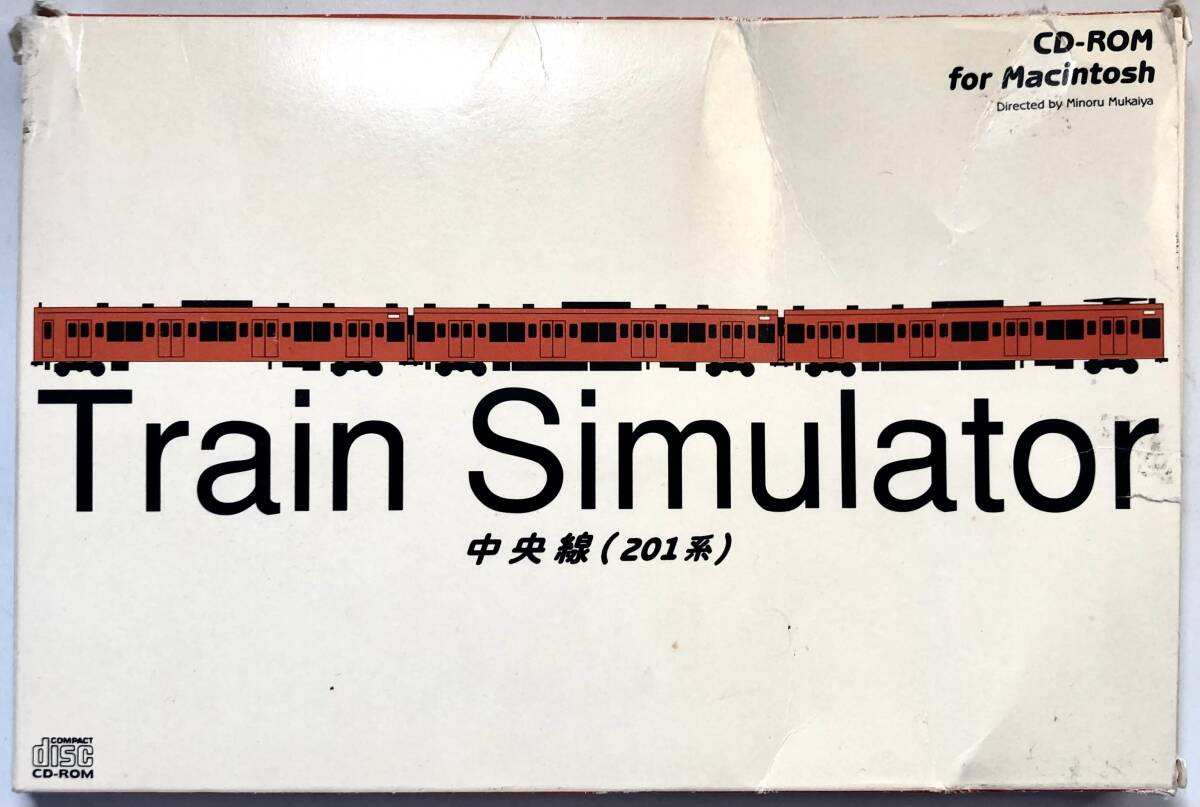 CD-ROM
for Macintosh
Directed by Minoru Mukaiya
Train Simulator
中央線(201系)
COMPACT
disc
CD-ROM